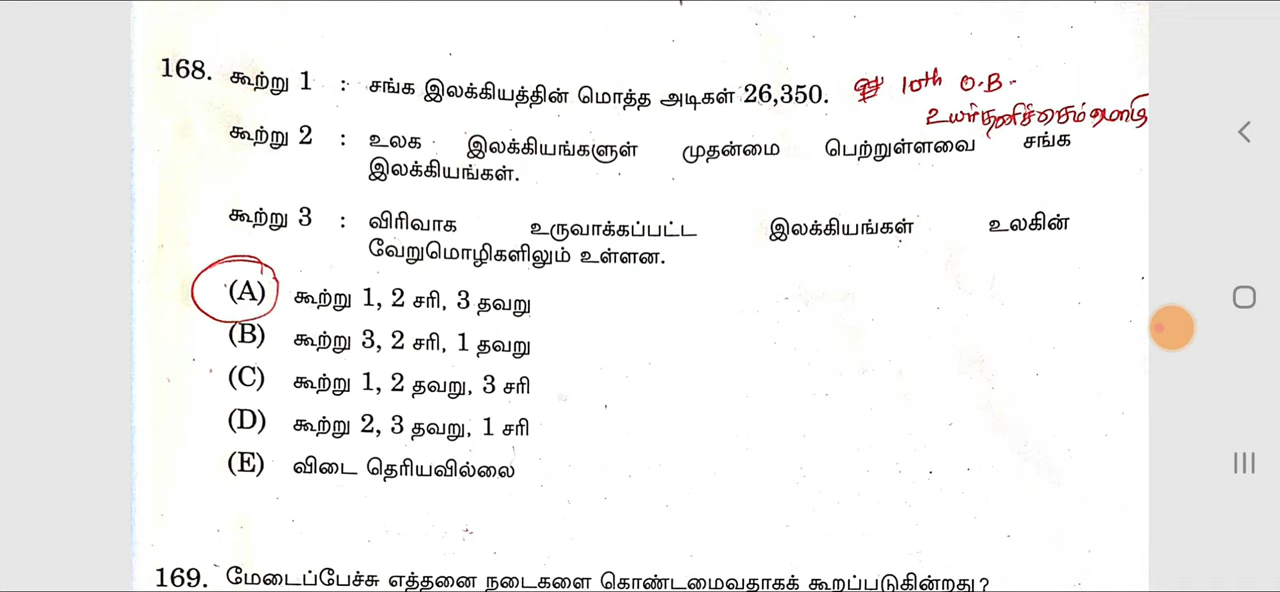 168. கூற்று 1 : சங்க இலக்கியத்தின் மொத்த அடிகள் 26,350. 10th O.B.
உயர்தனிச்செம்மொழி
கூற்று 2 : உலக இலக்கியங்களுள் முதன்மை பெற்றுள்ளவை சங்க
இலக்கியங்கள்.
கூற்று 3 : விரிவாக உருவாக்கப்பட்ட இலக்கியங்கள் உலகின்
வேறுமொழிகளிலும் உள்ளன.
(A) கூற்று 1, 2 சரி, 3 தவறு
(B) கூற்று 3, 2 சரி, 1 தவறு
(C) கூற்று 1, 2 தவறு, 3 சரி
(D) கூற்று 2, 3 தவறு, 1 சரி
(E) விடை தெரியவில்லை
169. மேடைப்பேச்சு எத்தனை நடைகளை கொண்டமைவதாகக் கூறப்படுகின்றது?